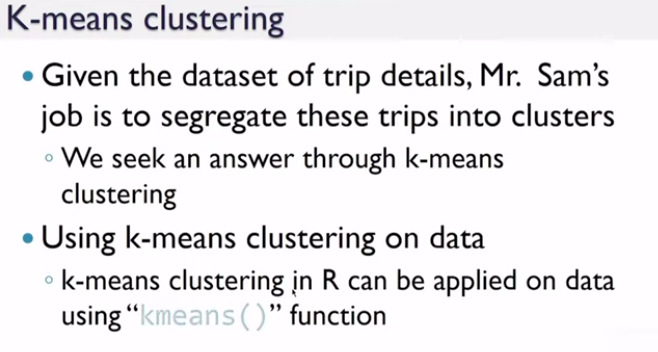 K-means clustering
• Given the dataset of trip details, Mr. Sam's
job is to segregate these trips into clusters
◦ We seek an answer through k-means
clustering
• Using k-means clustering on data
◦ k-means clustering in R can be applied on data
using “kmeans()” function